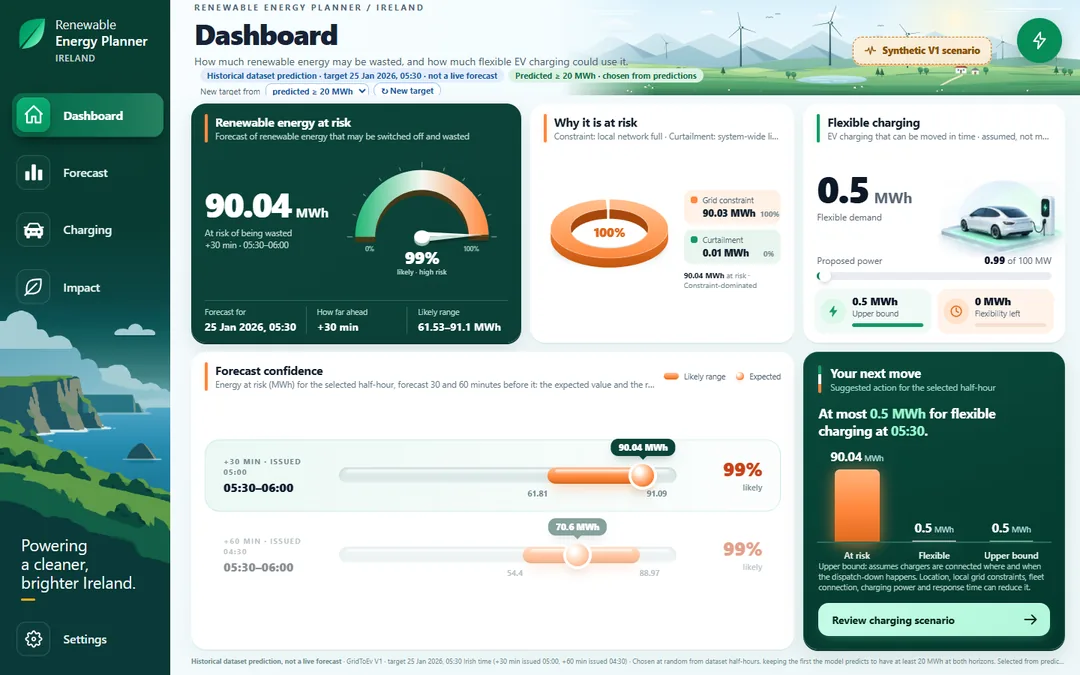 Renewable
Energy Planner
IRELAND
Dashboard
Forecast
Charging
Impact
Powering
a cleaner,
brighter Ireland.
Settings
RENEWABLE ENERGY PLANNER / IRELAND
Dashboard
How much renewable energy may be wasted, and how much flexible EV charging could use it.
Historical dataset prediction · target 25 Jan 2026, 05:30 · not a live forecast
Predicted ≥ 20 MWh · chosen from predictions
New target from
predicted ≥ 20 MWh
↻ New target
Synthetic V1 scenario
Renewable energy at risk
Forecast of renewable energy that may be switched off and wasted
90.04 MWh
At risk of being wasted
+30 min · 05:30–06:00
0%
100%
99%
likely · high risk
Forecast for
25 Jan 2026, 05:30
How far ahead
+30 min
Likely range
61.53–91.1 MWh
Why it is at risk
Constraint: local network full · Curtailment: system-wide li...
100%
Grid constraint
90.03 MWh 100%
Curtailment
0.01 MWh 0%
90.04 MWh at risk ·
Constraint-dominated
Flexible charging
EV charging that can be moved in time · assumed, not m...
0.5 MWh
Flexible demand
Proposed power
0.99 of 100 MW
0.5 MWh
Upper bound
0 MWh
Flexibility left
Forecast confidence
Energy at risk (MWh) for the selected half-hour, forecast 30 and 60 minutes before it: the expected value and the r...
Likely range
Expected
+30 MIN · ISSUED
05:00
05:30–06:00
90.04 MWh
61.81
91.09
99%
likely
+60 MIN · ISSUED
04:30
05:30–06:00
70.6 MWh
54.4
88.97
99%
likely
Your next move
Suggested action for the selected half-hour
At most 0.5 MWh for flexible
charging at 05:30.
90.04 MWh
0.5 MWh
0.5 MWh
At risk
Flexible
Upper bound
Upper bound: assumes chargers are connected where and when
the dispatch-down happens. Location, local grid constraints, fleet
connection, charging power and response time can reduce it.
Review charging scenario
Historical dataset prediction, not a live forecast · GridToEv V1 · target 25 Jan 2026, 05:30 Irish time (+30 min issued 05:00, +60 min issued 04:30) · Chosen at random from dataset half-hours, keeping the first the model predicts to have at least 20 MWh at both horizons. Selected from predic...